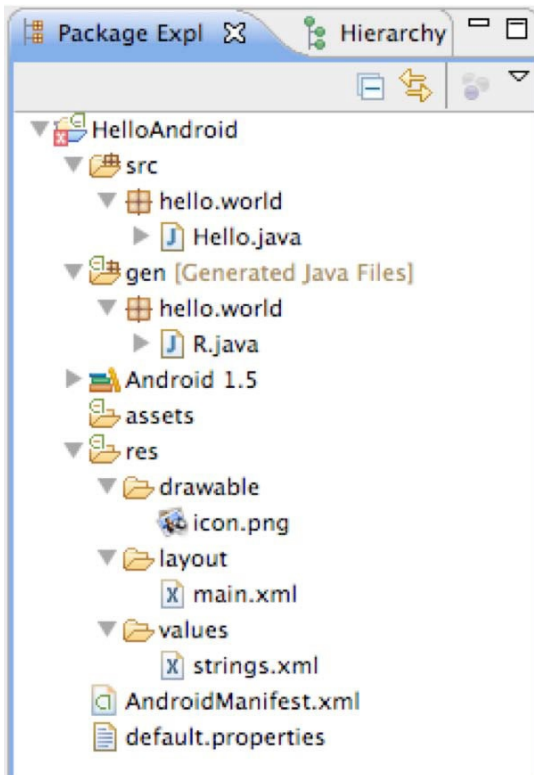 Package Expl Hierarchy
HelloAndroid
src
hello.world
Hello.java
gen [Generated Java Files]
hello.world
R.java
Android 1.5
assets
res
drawable
icon.png
layout
main.xml
values
strings.xml
AndroidManifest.xml
default.properties